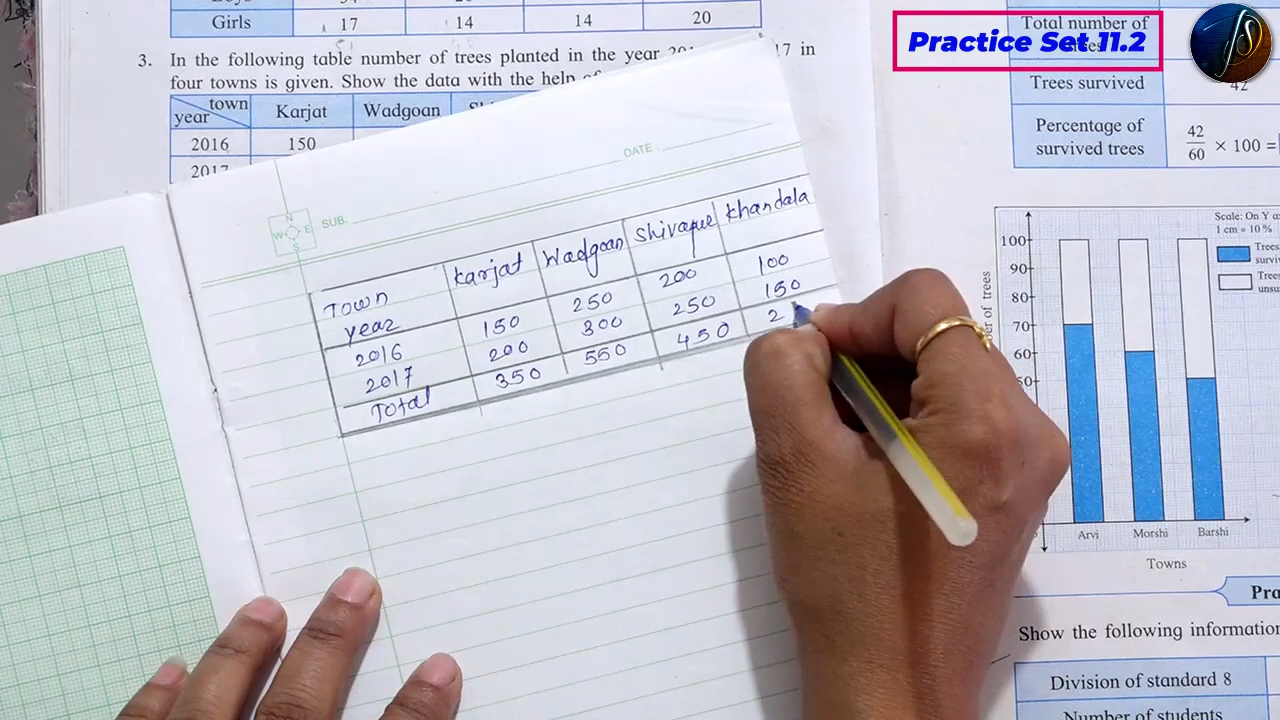 Girls 17 14 14 20
3. In the following table number of trees planted in the year 17 in
four towns is given. Show the data with the help of
town
year Karjat Wadgoan
2016 150
2017
SUB. DATE:
N
W E
S
Town
year Karjat Wadgoan Shivapur Khandala
2016 150 250 200 100
2017 200 300 250 150
Total 350 550 450 2
Practice Set 11.2
Total number of
Trees survived 42
Percentage of
survived trees 42/60 × 100 =
Scale: On Y
1 cm = 10 %
Trees
Trees
100
90
80
70
60
50
of trees
Arvi Morshi Barshi
Towns
Show the following information
Division of standard 8
Number of students